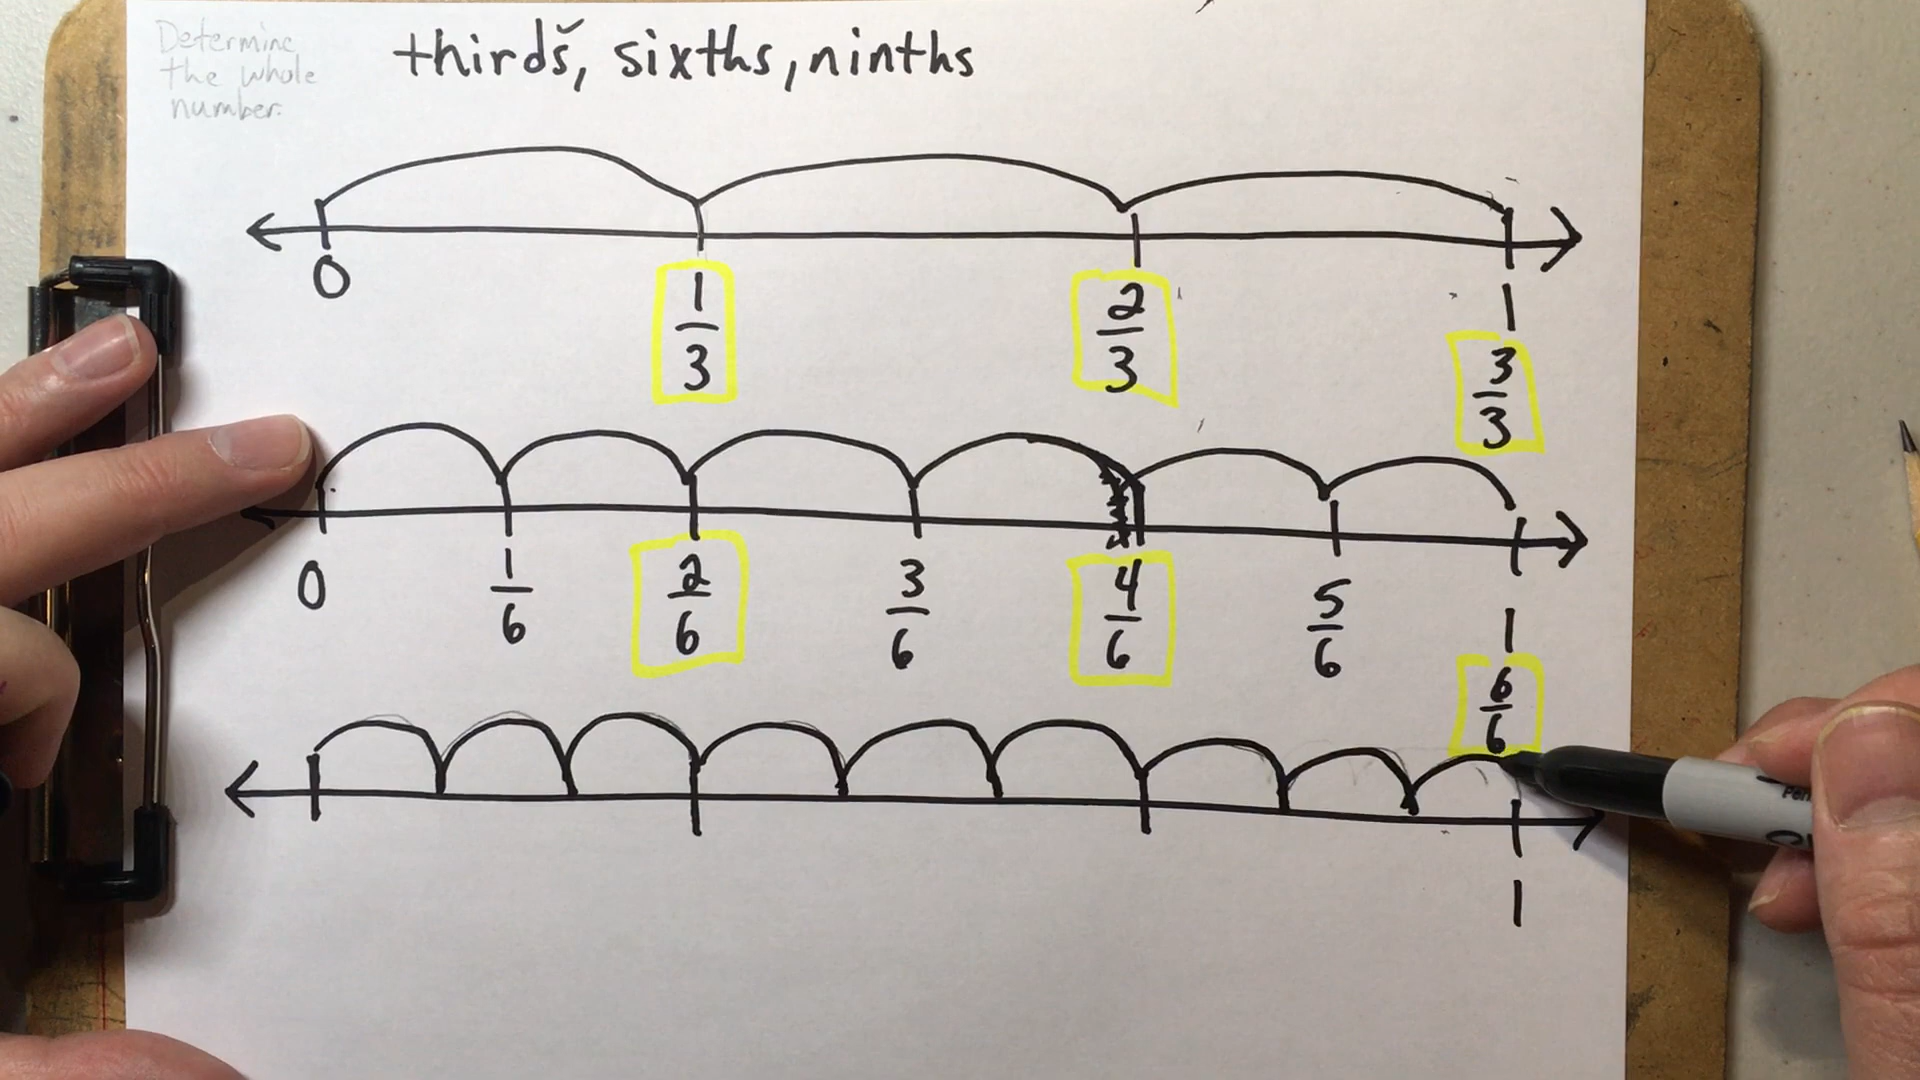 Determine
the whole
number.
thirds, sixths, ninths
0 1/3 2/3 1
3/3
0 1/6 2/6 3/6 4/6 5/6 1
6/6
1